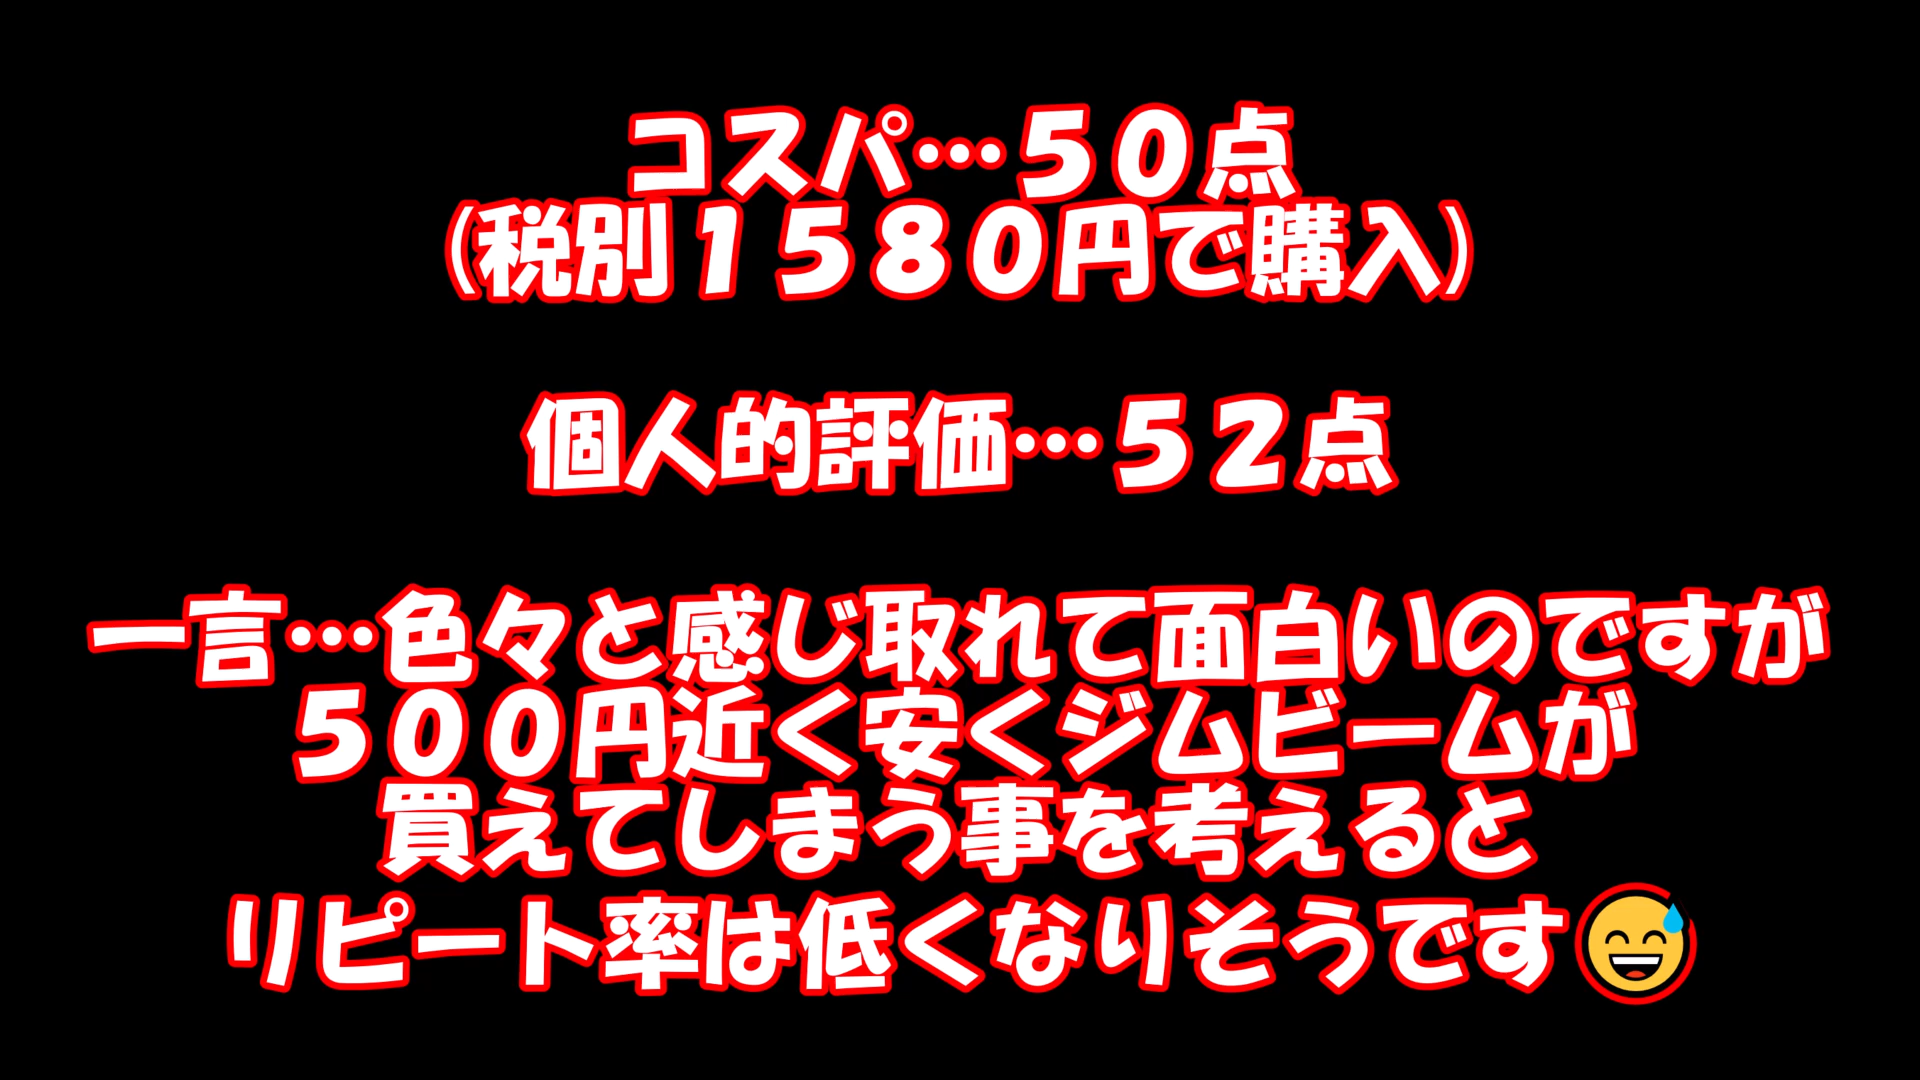 コスパ…５０点
(税別１５８０円で購入)
個人的評価…５２点
一言…色々と感じ取れて面白いのですが
５００円近く安くジムビームが
買えてしまう事を考えると
リピート率は低くなりそうです😅